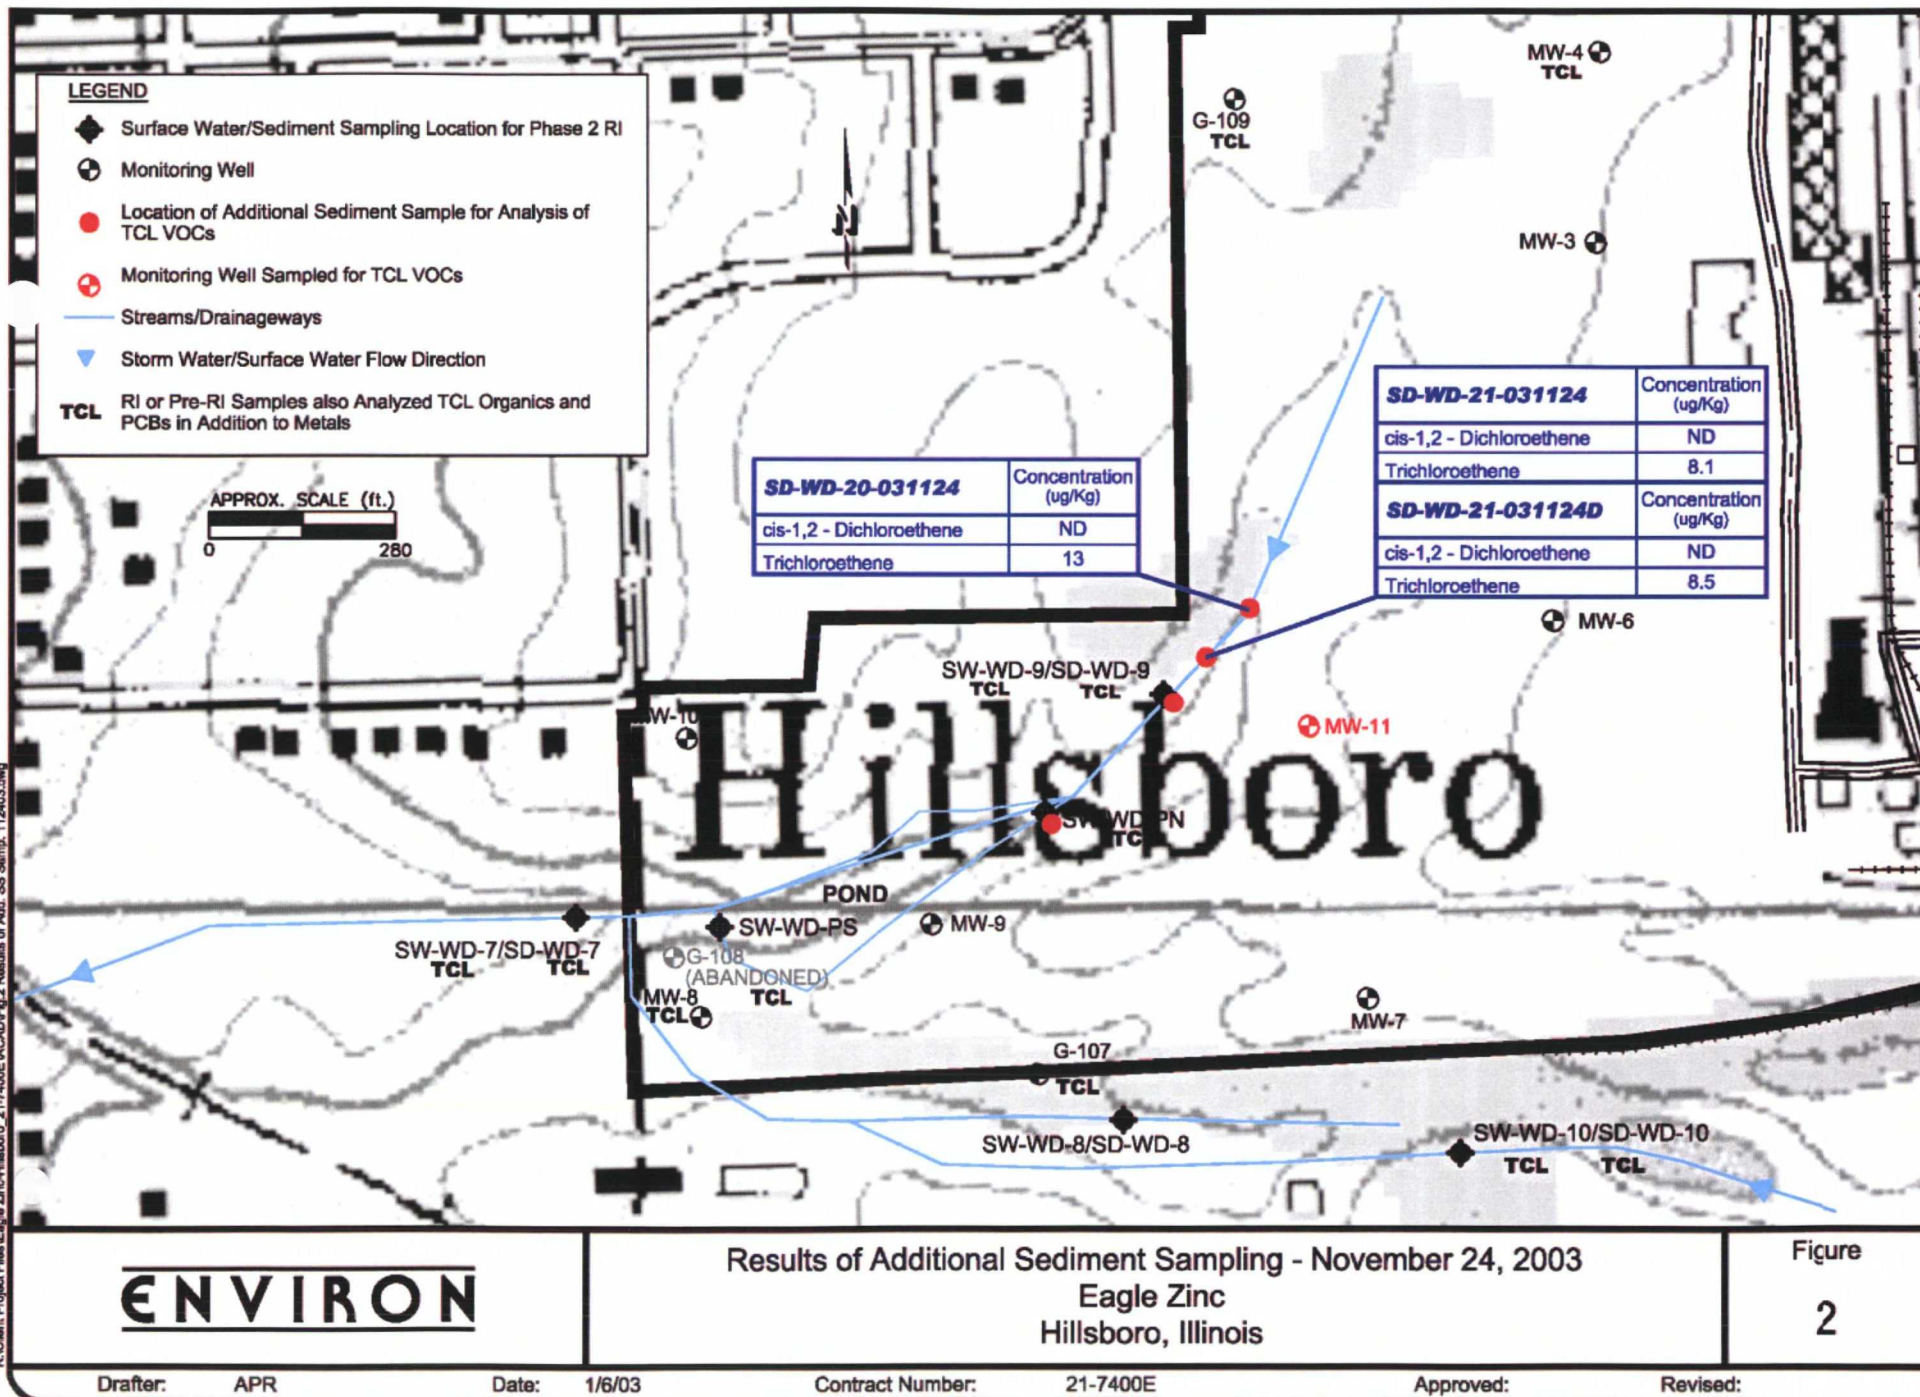 LEGEND
Surface Water/Sediment Sampling Location for Phase 2 RI
Monitoring Well
Location of Additional Sediment Sample for Analysis of
TCL VOCs
Monitoring Well Sampled for TCL VOCs
Streams/Drainageways
Storm Water/Surface Water Flow Direction
TCL RI or Pre-RI Samples also Analyzed TCL Organics and
PCBs in Addition to Metals
APPROX. SCALE (ft.)
0 280
MW-4
TCL
G-109
TCL
MW-3
SD-WD-21-031124 Concentration
(ug/Kg)
cis-1,2 - Dichloroethene ND
Trichloroethene 8.1
SD-WD-21-031124D Concentration
(ug/Kg)
cis-1,2 - Dichloroethene ND
Trichloroethene 8.5
SD-WD-20-031124 Concentration
(ug/Kg)
cis-1,2 - Dichloroethene ND
Trichloroethene 13
MW-6
SW-WD-9/SD-WD-9
TCL TCL
MW-11
MW-10
Hillsboro
SW-WD-PN
TCL
POND
SW-WD-PS
MW-9
SW-WD-7/SD-WD-7
TCL TCL
G-108
(ABANDONED)
TCL
MW-8
TCL
MW-7
G-107
TCL
SW-WD-8/SD-WD-8
SW-WD-10/SD-WD-10
TCL TCL
ENVIRON
Results of Additional Sediment Sampling - November 24, 2003
Eagle Zinc
Hillsboro, Illinois
Figure
2
Drafter: APR Date: 1/6/03 Contract Number: 21-7400E Approved: Revised: